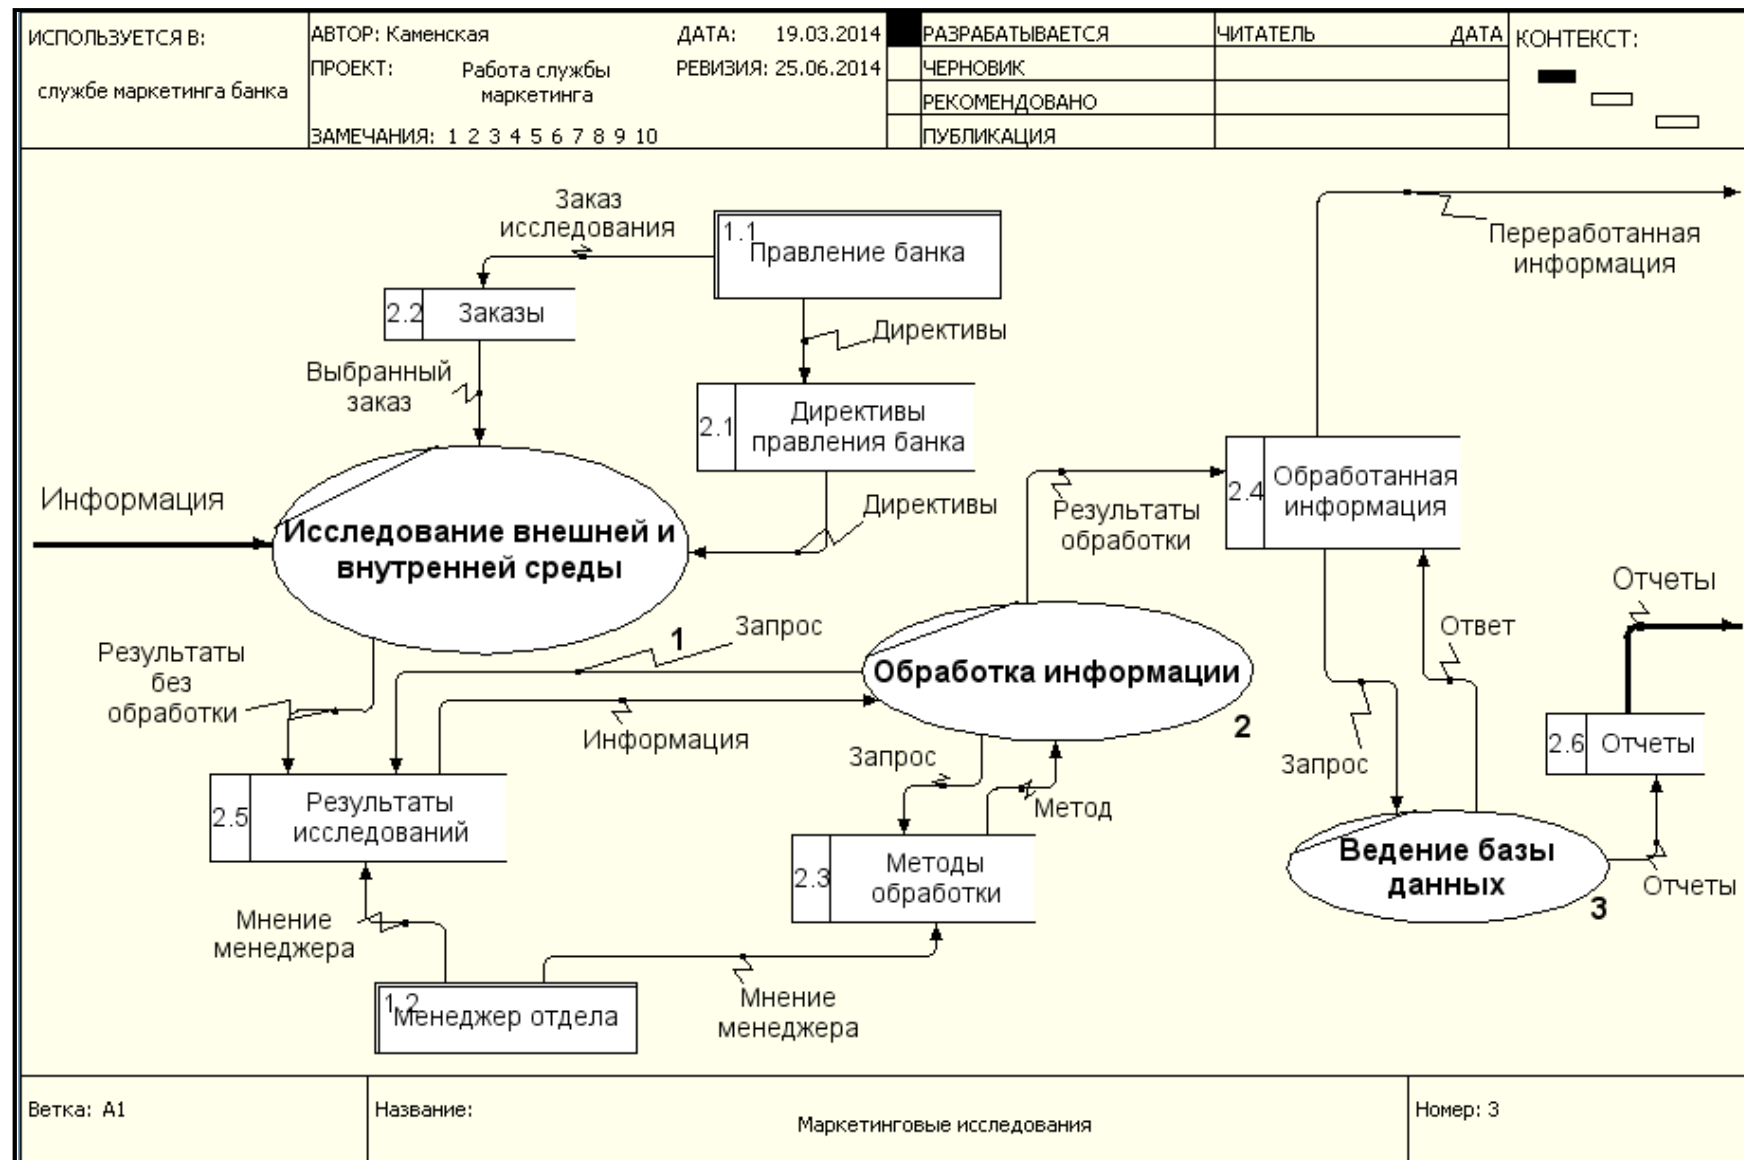 ИСПОЛЬЗУЕТСЯ В:
службе маркетинга банка
АВТОР: Каменская
ДАТА: 19.03.2014
ПРОЕКТ: Работа службы
маркетинга
РЕВИЗИЯ: 25.06.2014
ЗАМЕЧАНИЯ: 1 2 3 4 5 6 7 8 9 10
РАЗРАБАТЫВАЕТСЯ
ЧЕРНОВИК
РЕКОМЕНДОВАНО
ПУБЛИКАЦИЯ
ЧИТАТЕЛЬ
ДАТА
КОНТЕКСТ:
Заказ
исследования
1.1
Правление банка
Переработанная
информация
2.2
Заказы
Директивы
Выбранный
заказ
2.1
Директивы
правления банка
Информация
Директивы
Результаты
обработки
2.4
Обработанная
информация
Исследование внешней и
внутренней среды
1
Запрос
Ответ
Отчеты
Результаты
без
обработки
Обработка информации
2
Информация
Запрос
Метод
Запрос
2.6
Отчеты
2.5
Результаты
исследований
2.3
Методы
обработки
Ведение базы
данных
3
Отчеты
Мнение
менеджера
1.2
Менеджер отдела
Мнение
менеджера
Ветка: A1
Название:
Маркетинговые исследования
Номер: 3